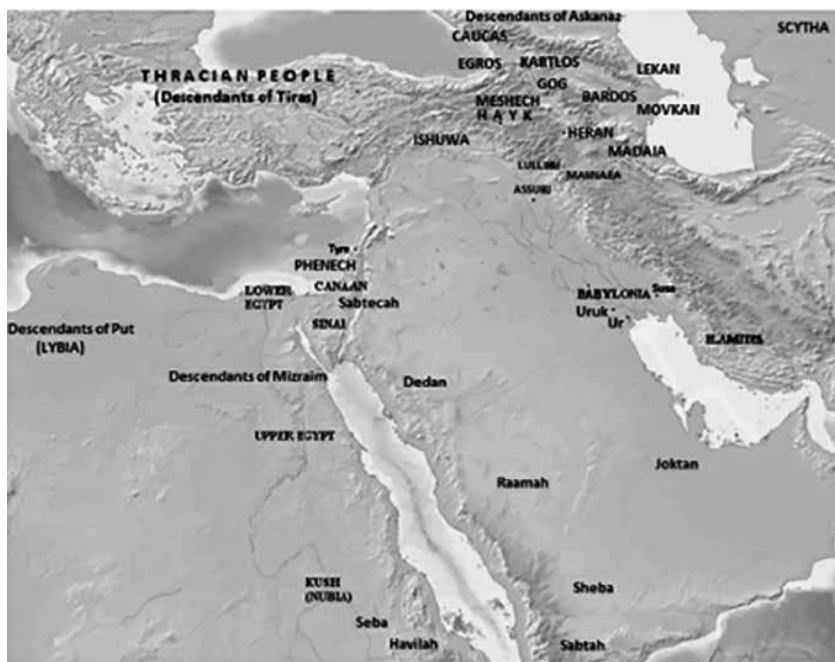 Descendants of Askanaz
SCYTHA
CAUCAS
EGROS
KARTLOS
LEKAN
THRACIAN PEOPLE
(Descendants of Tiras)
GOG
BARDOS
MESHECH
MOVKAN
HAYK
HERAN
ISHUWA
MADAIA
LULLUBI
MANNAEA
ASSURI
Tyre
PHENECH
LOWER
EGYPT
CANAAN
Sabtecah
BABYLONIA
Susa
Uruk
Ur
SINAI
Descendants of Put
(LYBIA)
ELAMITES
Descendants of Mizraim
Dedan
UPPER EGYPT
Joktan
Raamah
KUSH
(NUBIA)
Sheba
Seba
Havilah
Sabtah